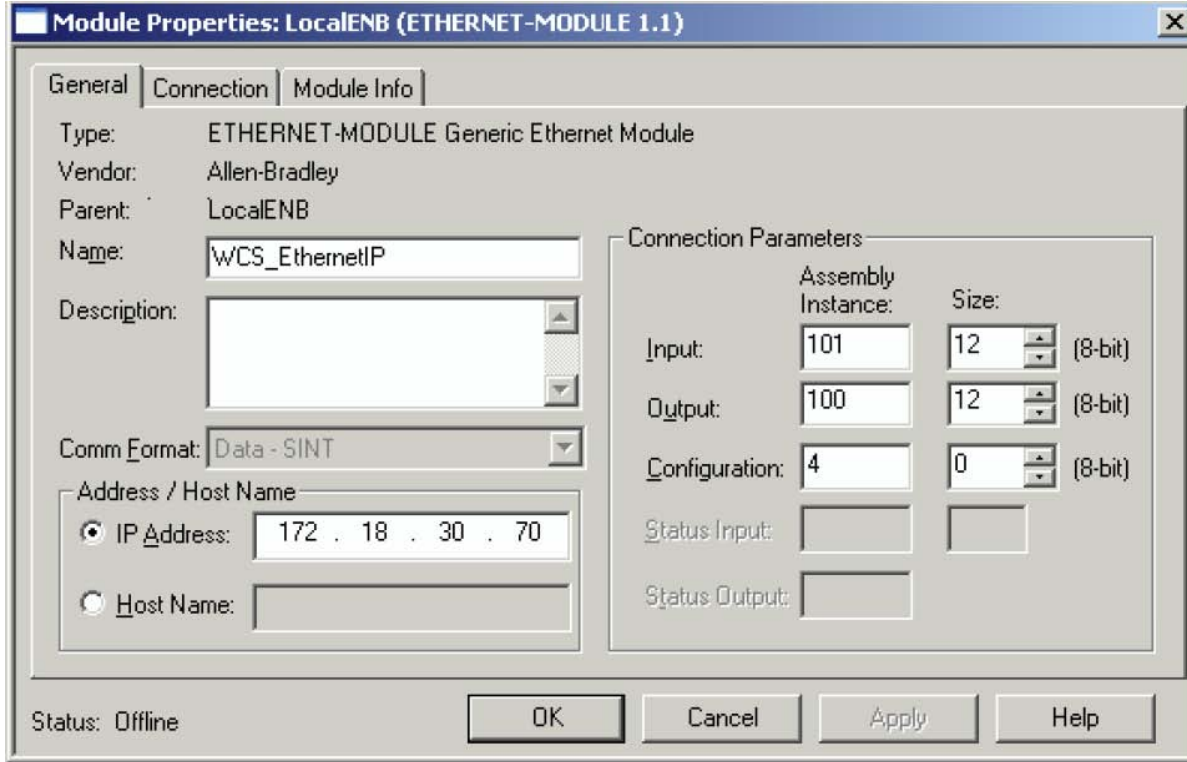 Module Properties: LocalENB (ETHERNET-MODULE 1.1)
General Connection Module Info
Type: ETHERNET-MODULE Generic Ethernet Module
Vendor: Allen-Bradley
Parent: LocalENB
Name: WCS_EthernetIP
Description:
Comm Format: Data - SINT
Address / Host Name
IP Address: 172 . 18 . 30 . 70
Host Name:
Connection Parameters
Assembly
Instance: Size:
Input: 101 12 (8-bit)
Output: 100 12 (8-bit)
Configuration: 4 0 (8-bit)
Status Input:
Status Output:
Status: Offline OK Cancel Apply Help